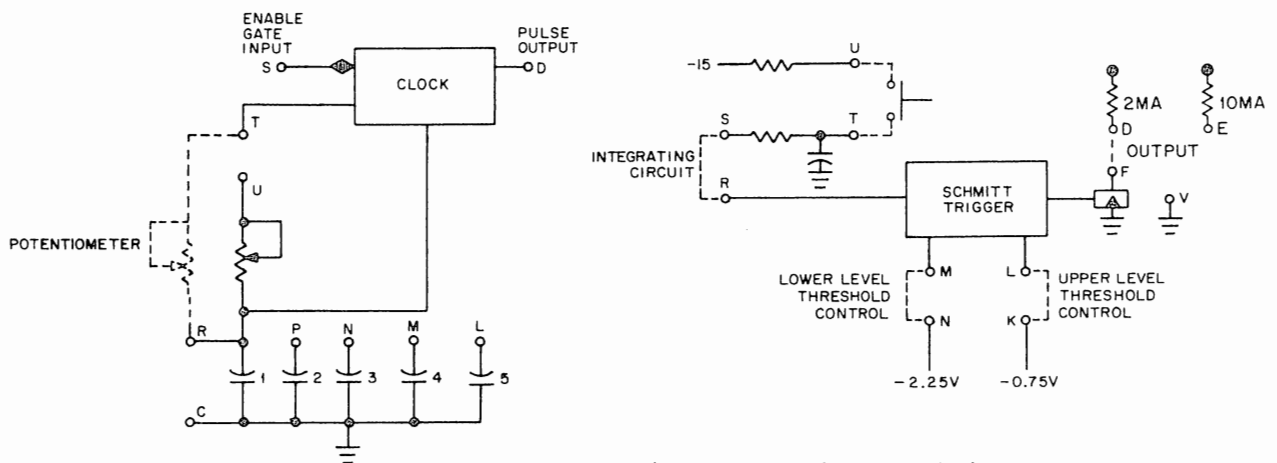 ENABLE
GATE
INPUT
S
CLOCK
PULSE
OUTPUT
D
T
U
POTENTIOMETER
R
P
N
M
L
1
2
3
4
5
C
-15
U
S
T
INTEGRATING
CIRCUIT
R
SCHMITT
TRIGGER
2MA
10MA
D
E
OUTPUT
F
V
LOWER LEVEL
THRESHOLD
CONTROL
M
L
UPPER LEVEL
THRESHOLD
CONTROL
N
K
-2.25V
-0.75V